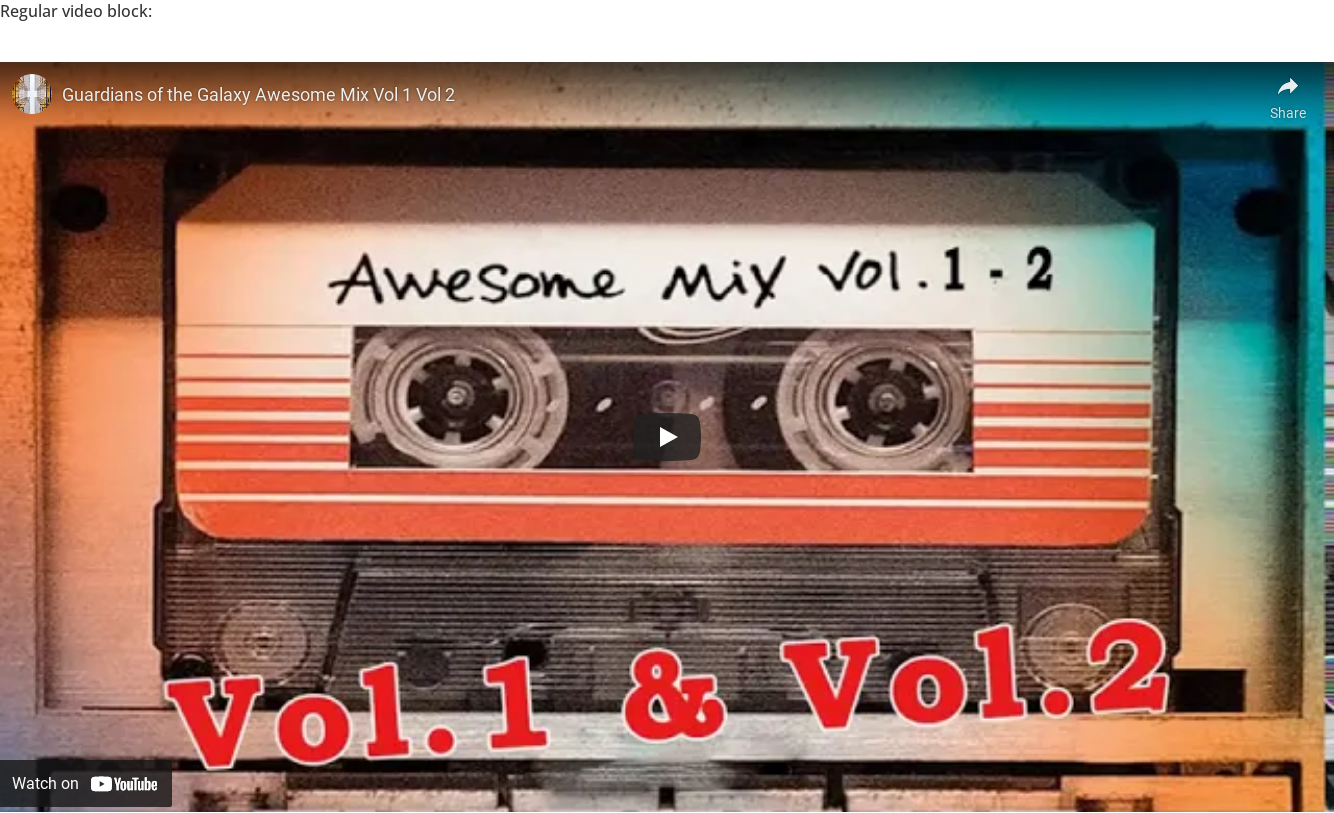 Regular video block:
Guardians of the Galaxy Awesome Mix Vol 1 Vol 2
Share
Awesome Mix Vol. 1 - 2
Vol.1 & Vol.2
Watch on YouTube